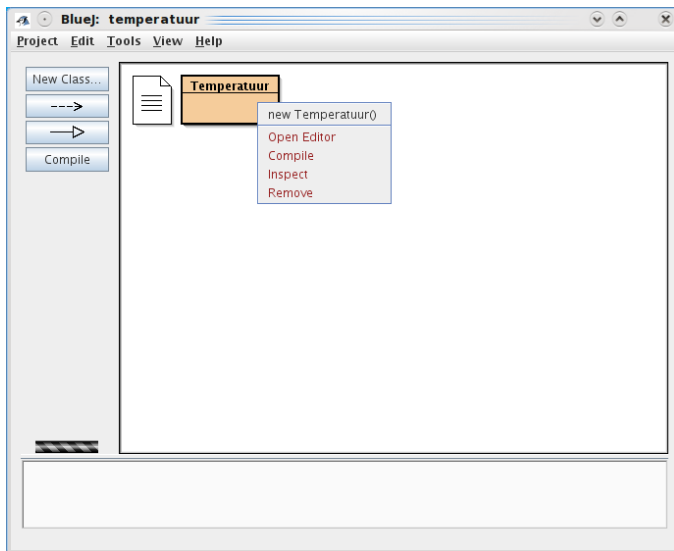 BlueJ: temperatuur
Project Edit Tools View Help
New Class...
Compile
Temperatuur
new Temperatuur()
Open Editor
Compile
Inspect
Remove